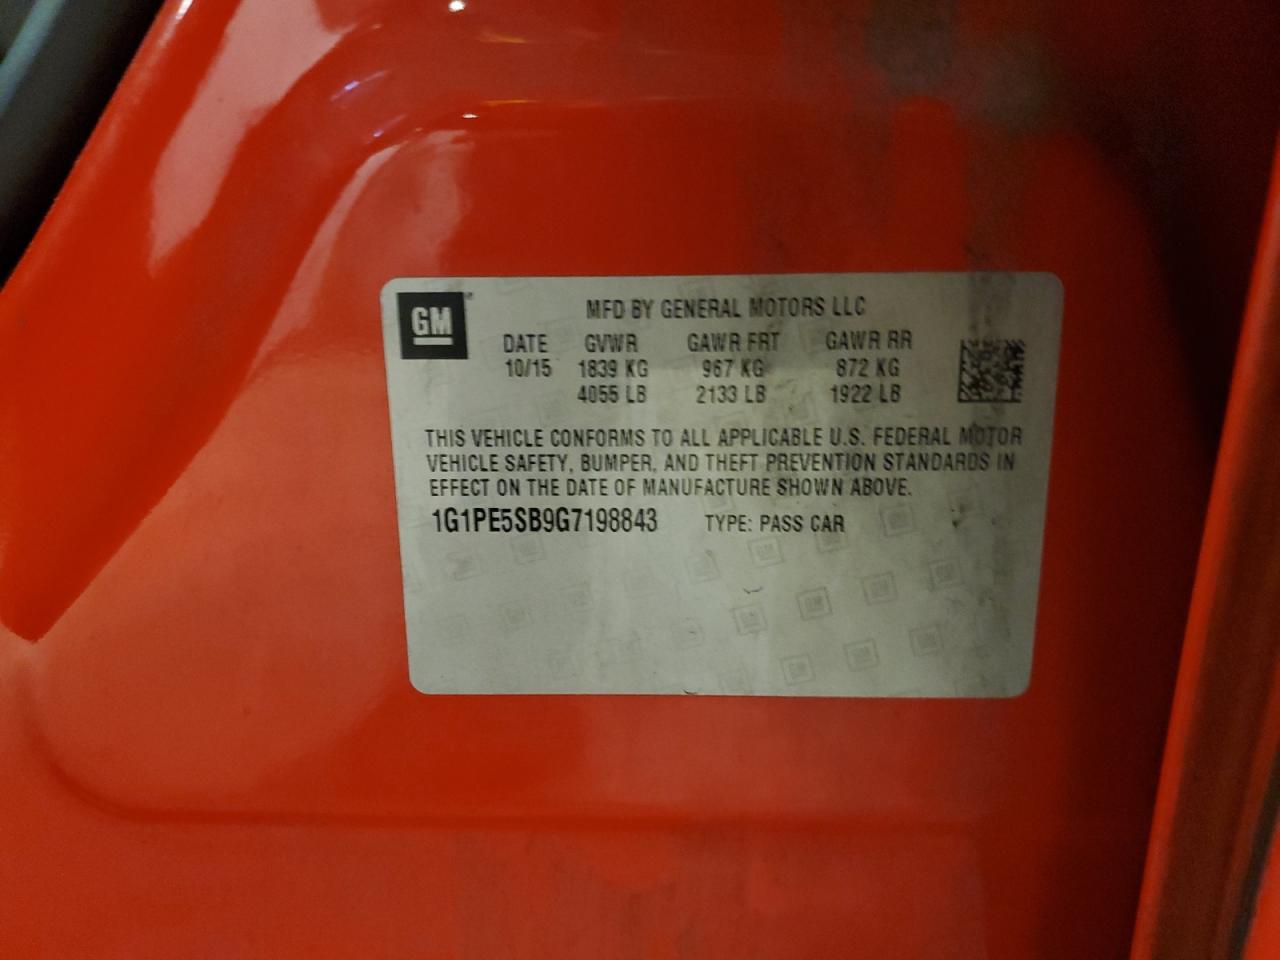 GM
MFD BY GENERAL MOTORS LLC
DATE GVWR GAWR FRT GAWR RR
10/15 1839 KG 967 KG 872 KG
4055 LB 2133 LB 1922 LB
THIS VEHICLE CONFORMS TO ALL APPLICABLE U.S. FEDERAL MOTOR
VEHICLE SAFETY, BUMPER, AND THEFT PREVENTION STANDARDS IN
EFFECT ON THE DATE OF MANUFACTURE SHOWN ABOVE.
1G1PE5SB9G7198843 TYPE: PASS CAR